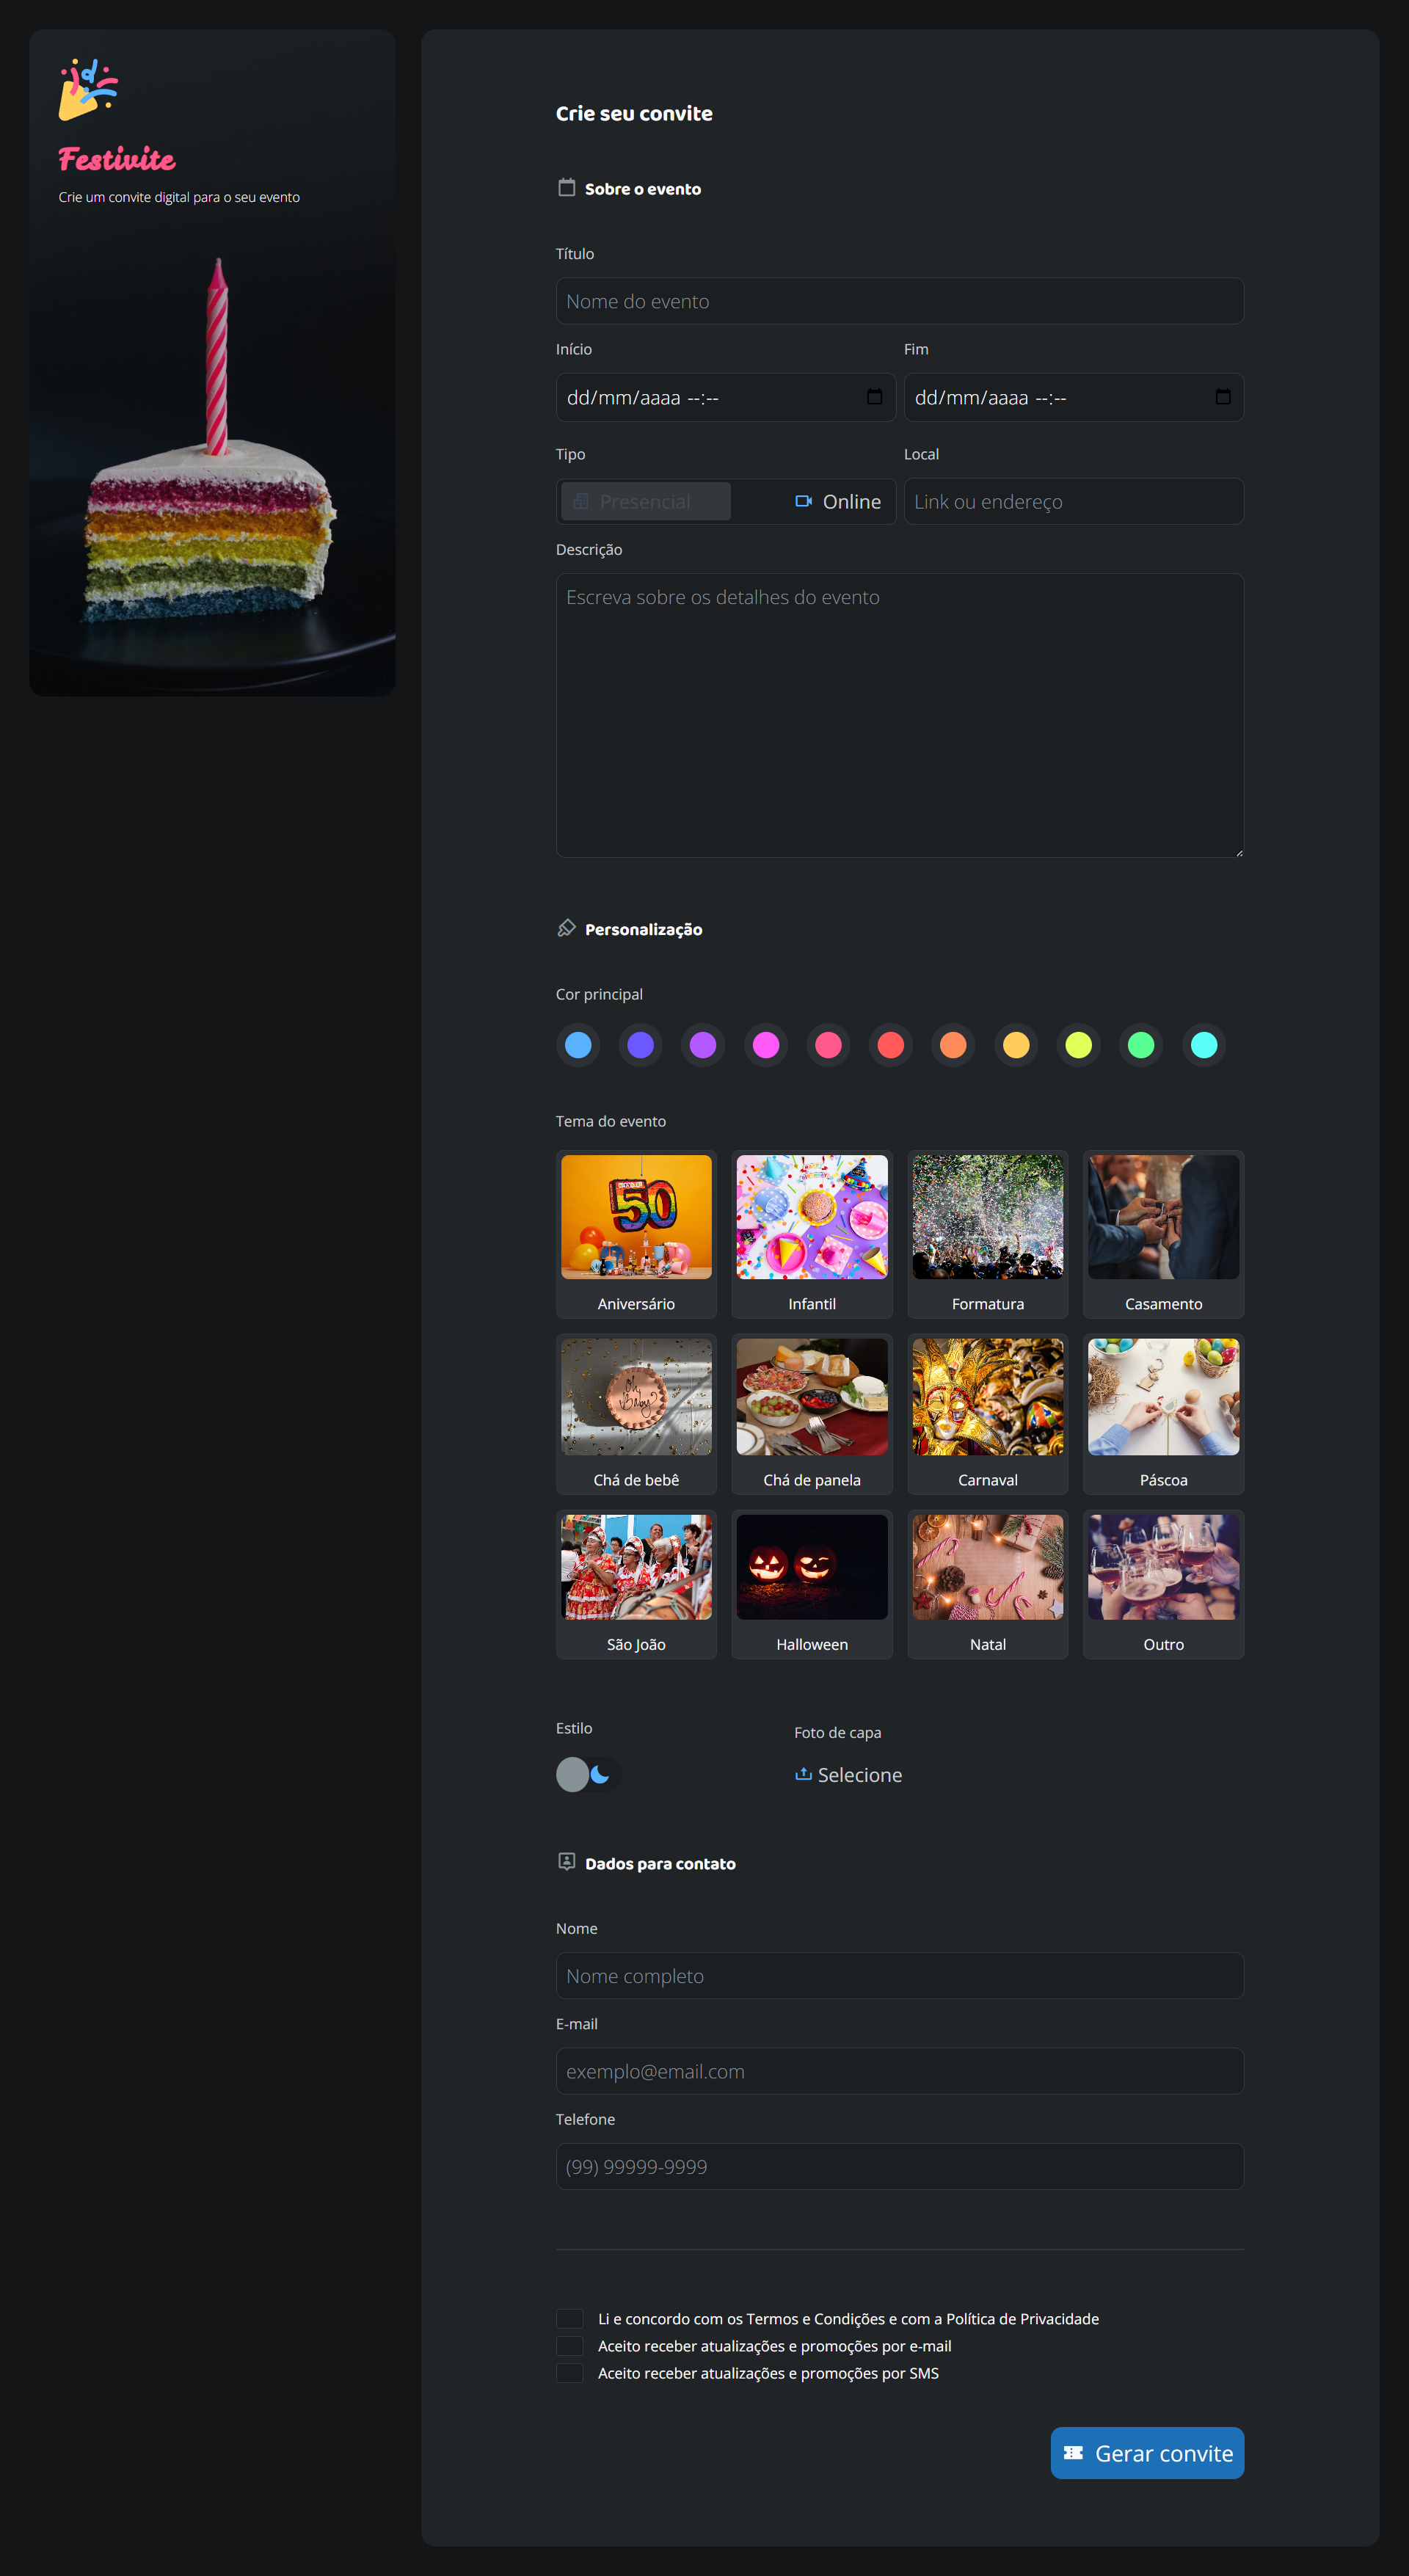 Festivite
Crie um convite digital para o seu evento
Crie seu convite
Sobre o evento
Título
Nome do evento
Início
Fim
dd/mm/aaaa --:--
dd/mm/aaaa --:--
Tipo
Local
Presencial
Online
Link ou endereço
Descrição
Escreva sobre os detalhes do evento
Personalização
Cor principal
Tema do evento
50
Aniversário
Infantil
Formatura
Casamento
Oh Baby?
Chá de bebê
Chá de panela
Carnaval
Páscoa
São João
Halloween
Natal
Outro
Estilo
Foto de capa
Selecione
Dados para contato
Nome
Nome completo
E-mail
exemplo@email.com
Telefone
(99) 99999-9999
Li e concordo com os Termos e Condições e com a Política de Privacidade
Aceito receber atualizações e promoções por e-mail
Aceito receber atualizações e promoções por SMS
Gerar convite